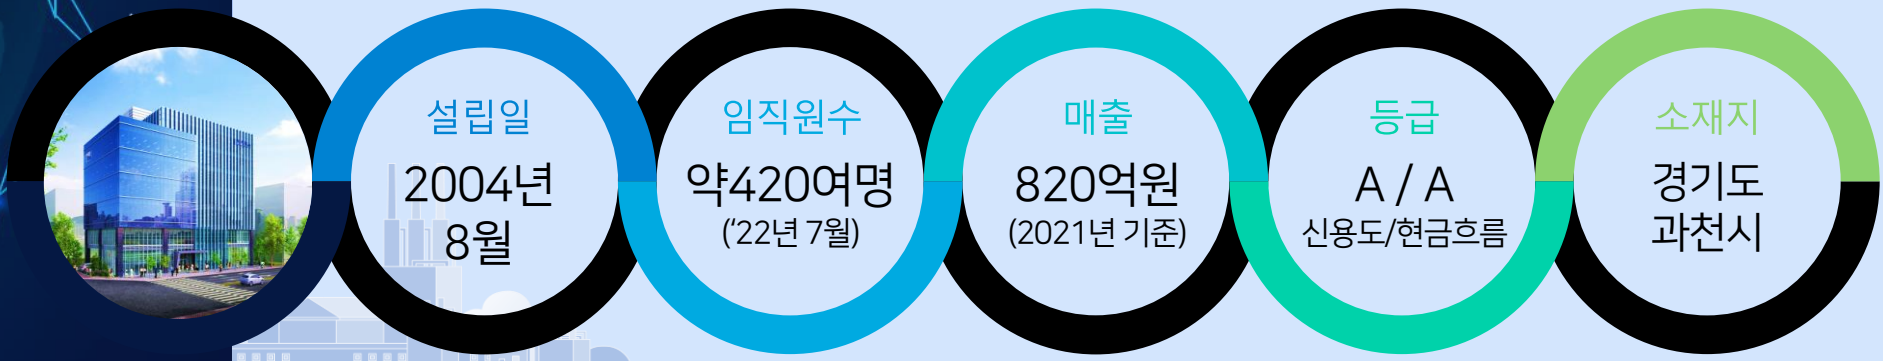 설립일
2004년
8월
임직원수
약420여명
(‘22년 7월)
매출
820억원
(2021년 기준)
등급
A / A
신용도/현금흐름
소재지
경기도
과천시